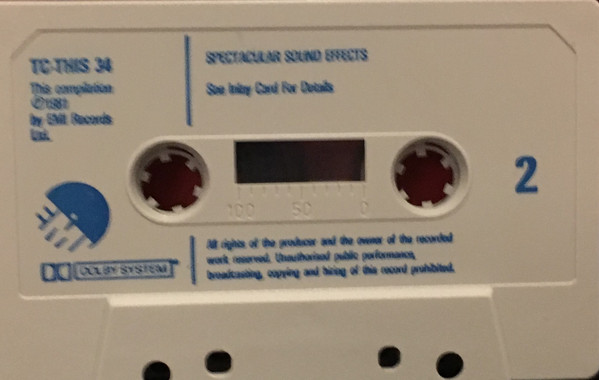 TC-THIS 34
This compilation
℗1981
by EMI Records
Ltd.
SPECTACULAR SOUND EFFECTS
See Inlay Card For Details
2
100 50 0
DOLBY SYSTEM
All rights of the producer and the owner of the recorded
work reserved. Unauthorised public performance,
broadcasting, copying and hiring of this record prohibited.